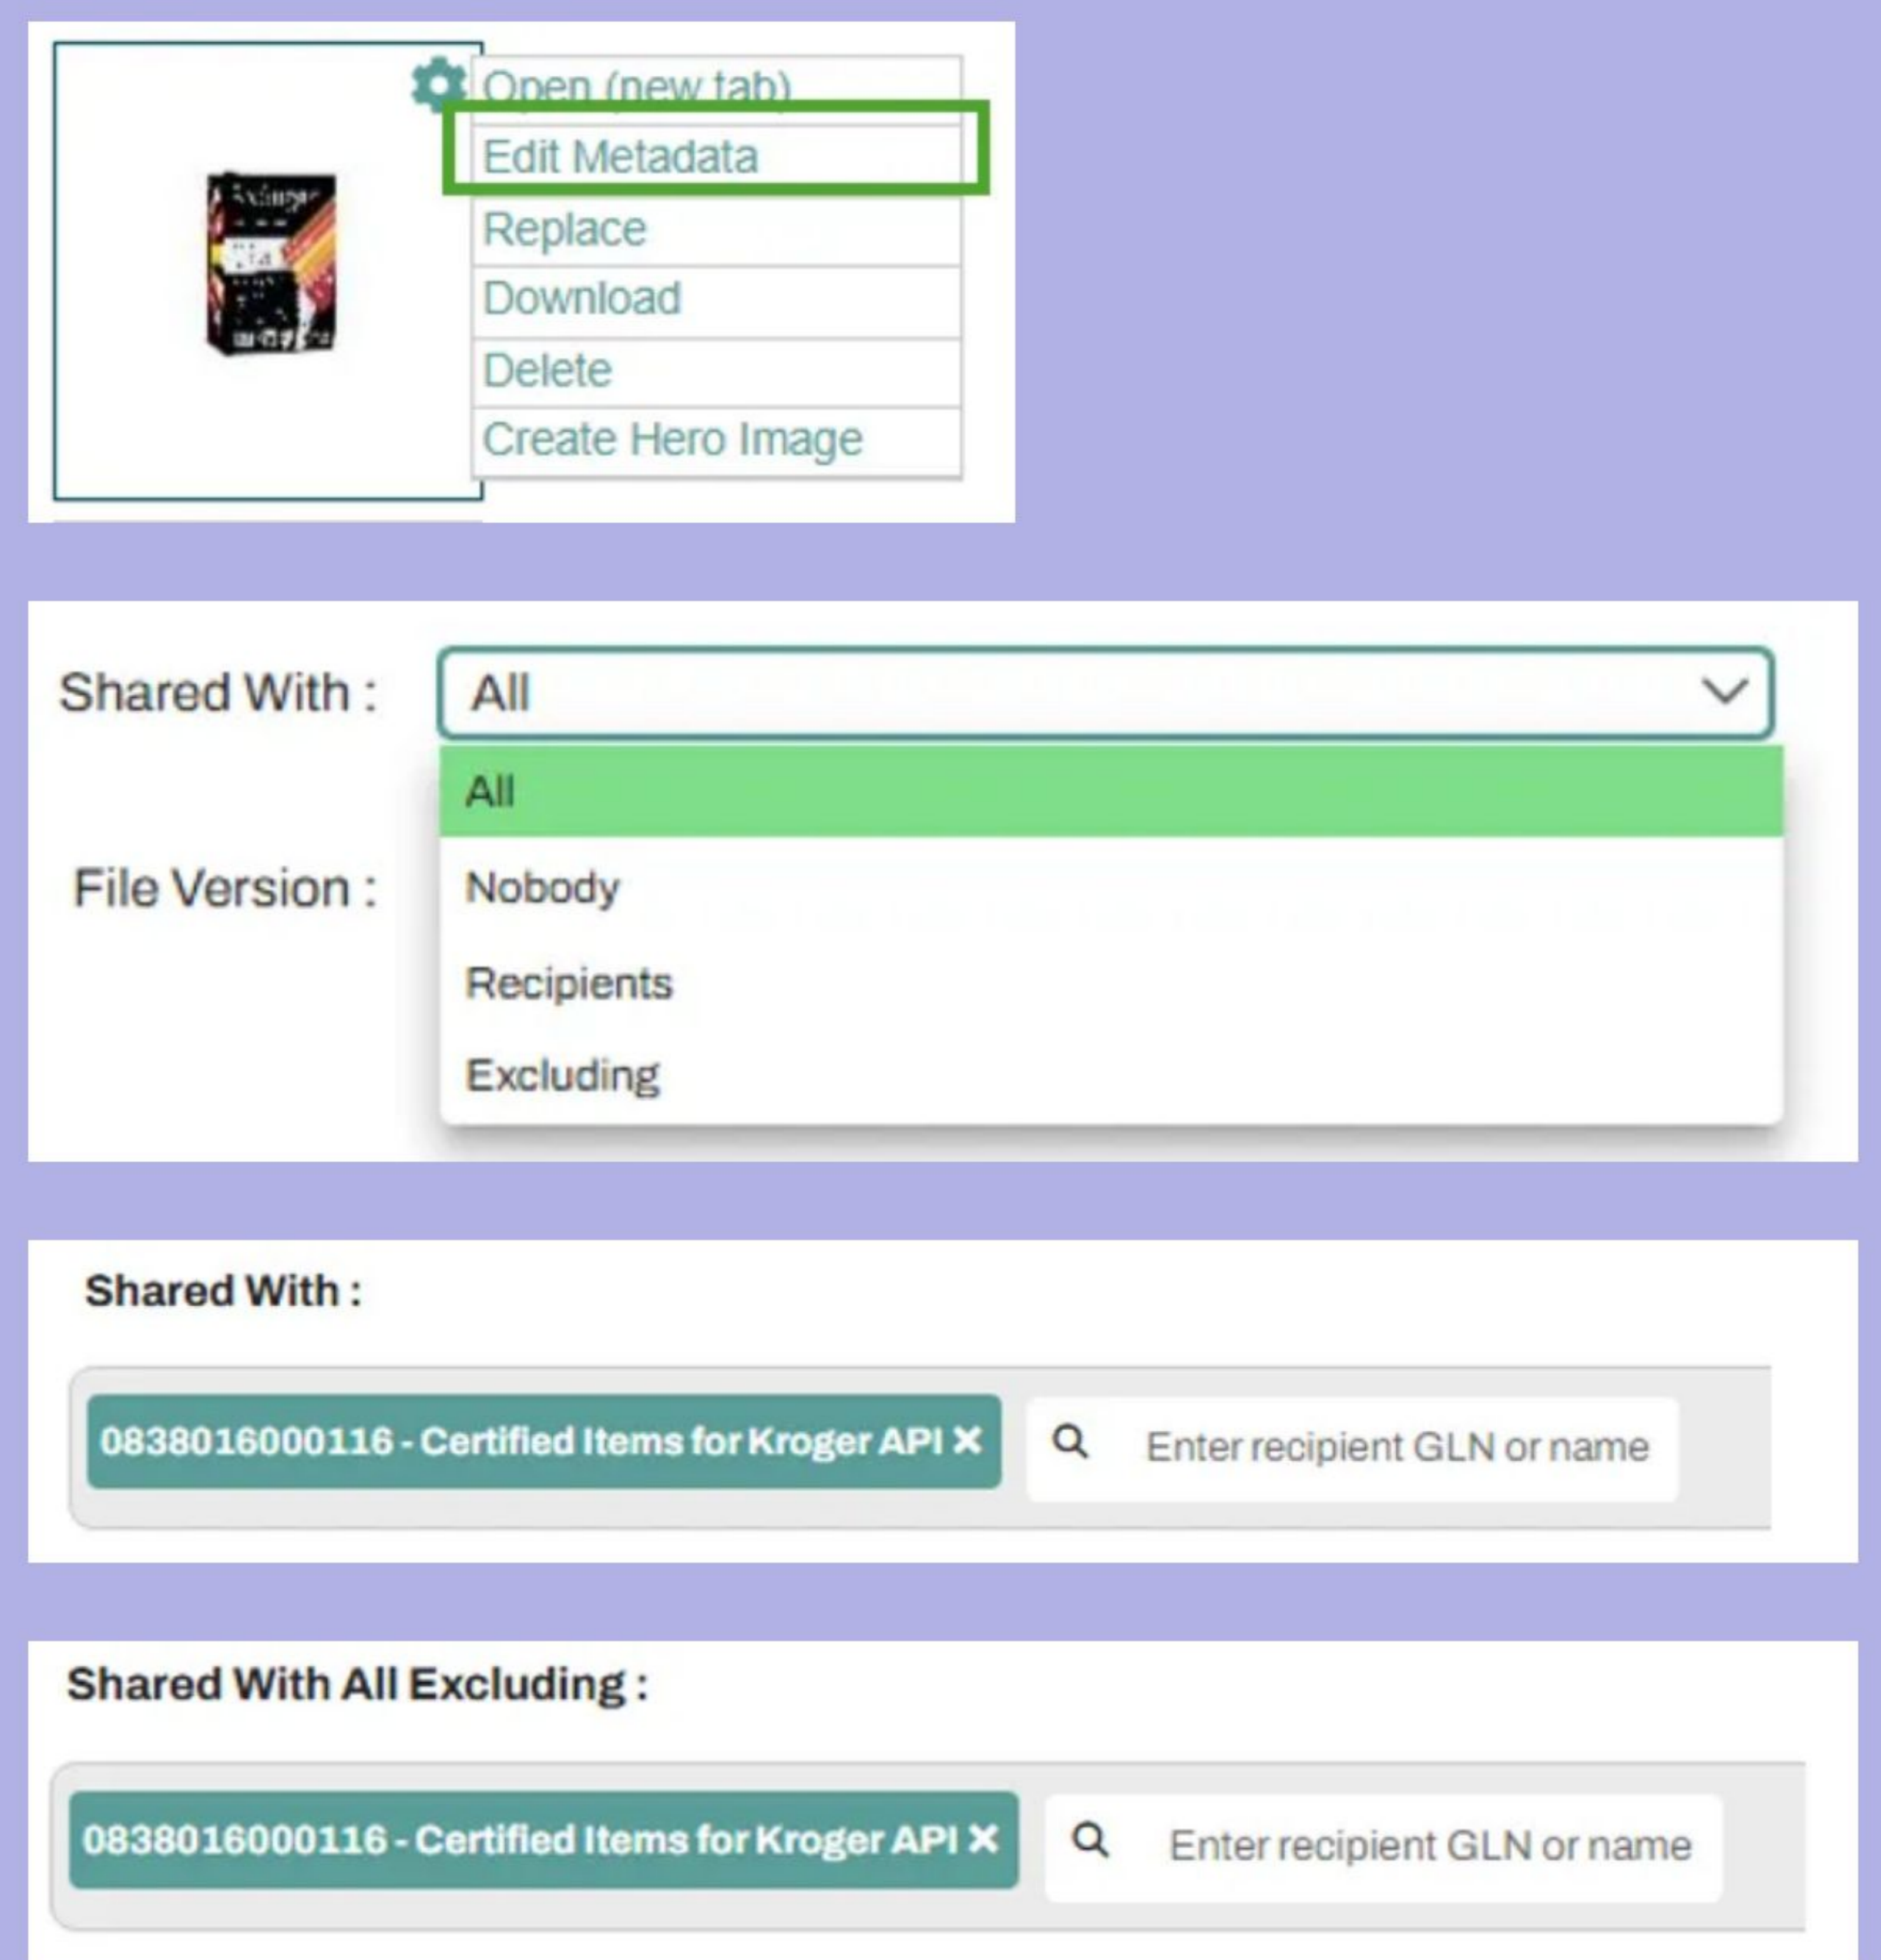 Open (new tab)
Edit Metadata
Replace
Download
Delete
Create Hero Image
Shared With :
All
All
File Version :
Nobody
Recipients
Excluding
Shared With :
0838016000116 - Certified Items for Kroger API ×
Enter recipient GLN or name
Shared With All Excluding :
0838016000116 - Certified Items for Kroger API ×
Enter recipient GLN or name